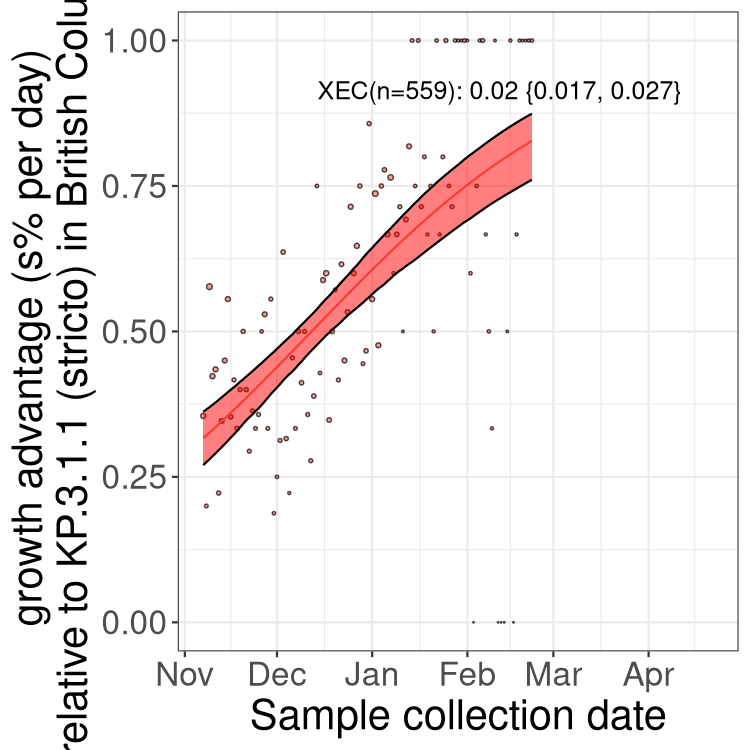 growth advantage (s% per day)
relative to KP.3.1.1 (stricto) in British Colu
1.00
0.75
0.50
0.25
0.00
XEC(n=559): 0.02 {0.017, 0.027}
Nov Dec Jan Feb Mar Apr
Sample collection date